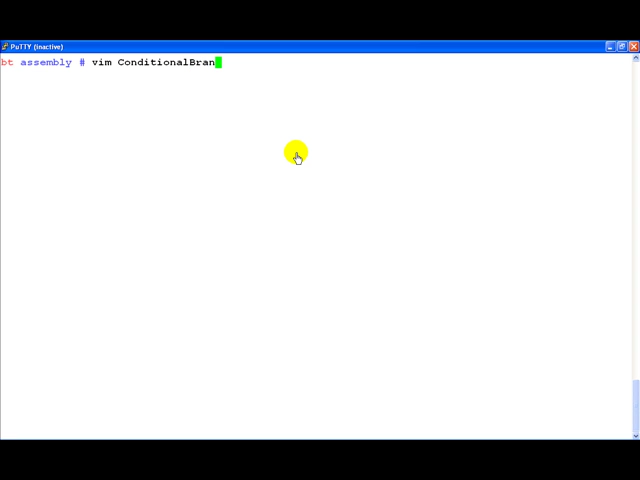 PuTTY (inactive)
bt assembly # vim ConditionalBran